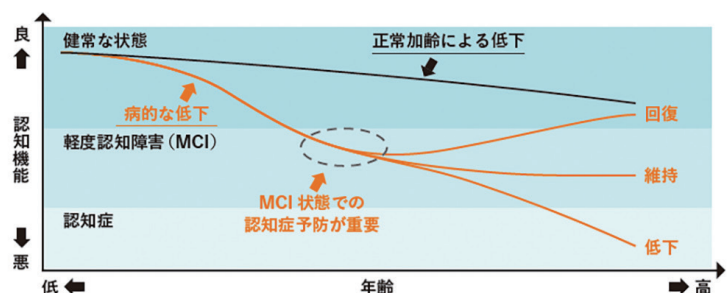 良
健常な状態
正常加齢による低下
病的な低下
回復
認知機能
軽度認知障害（MCI）
維持
MCI 状態での
認知症予防が重要
認知症
低下
悪
低
年齢
高